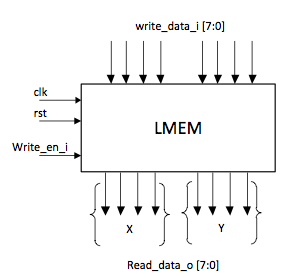 write_data_i [7:0]
clk
rst
LMEM
Write_en_i
X
Y
Read_data_o [7:0]